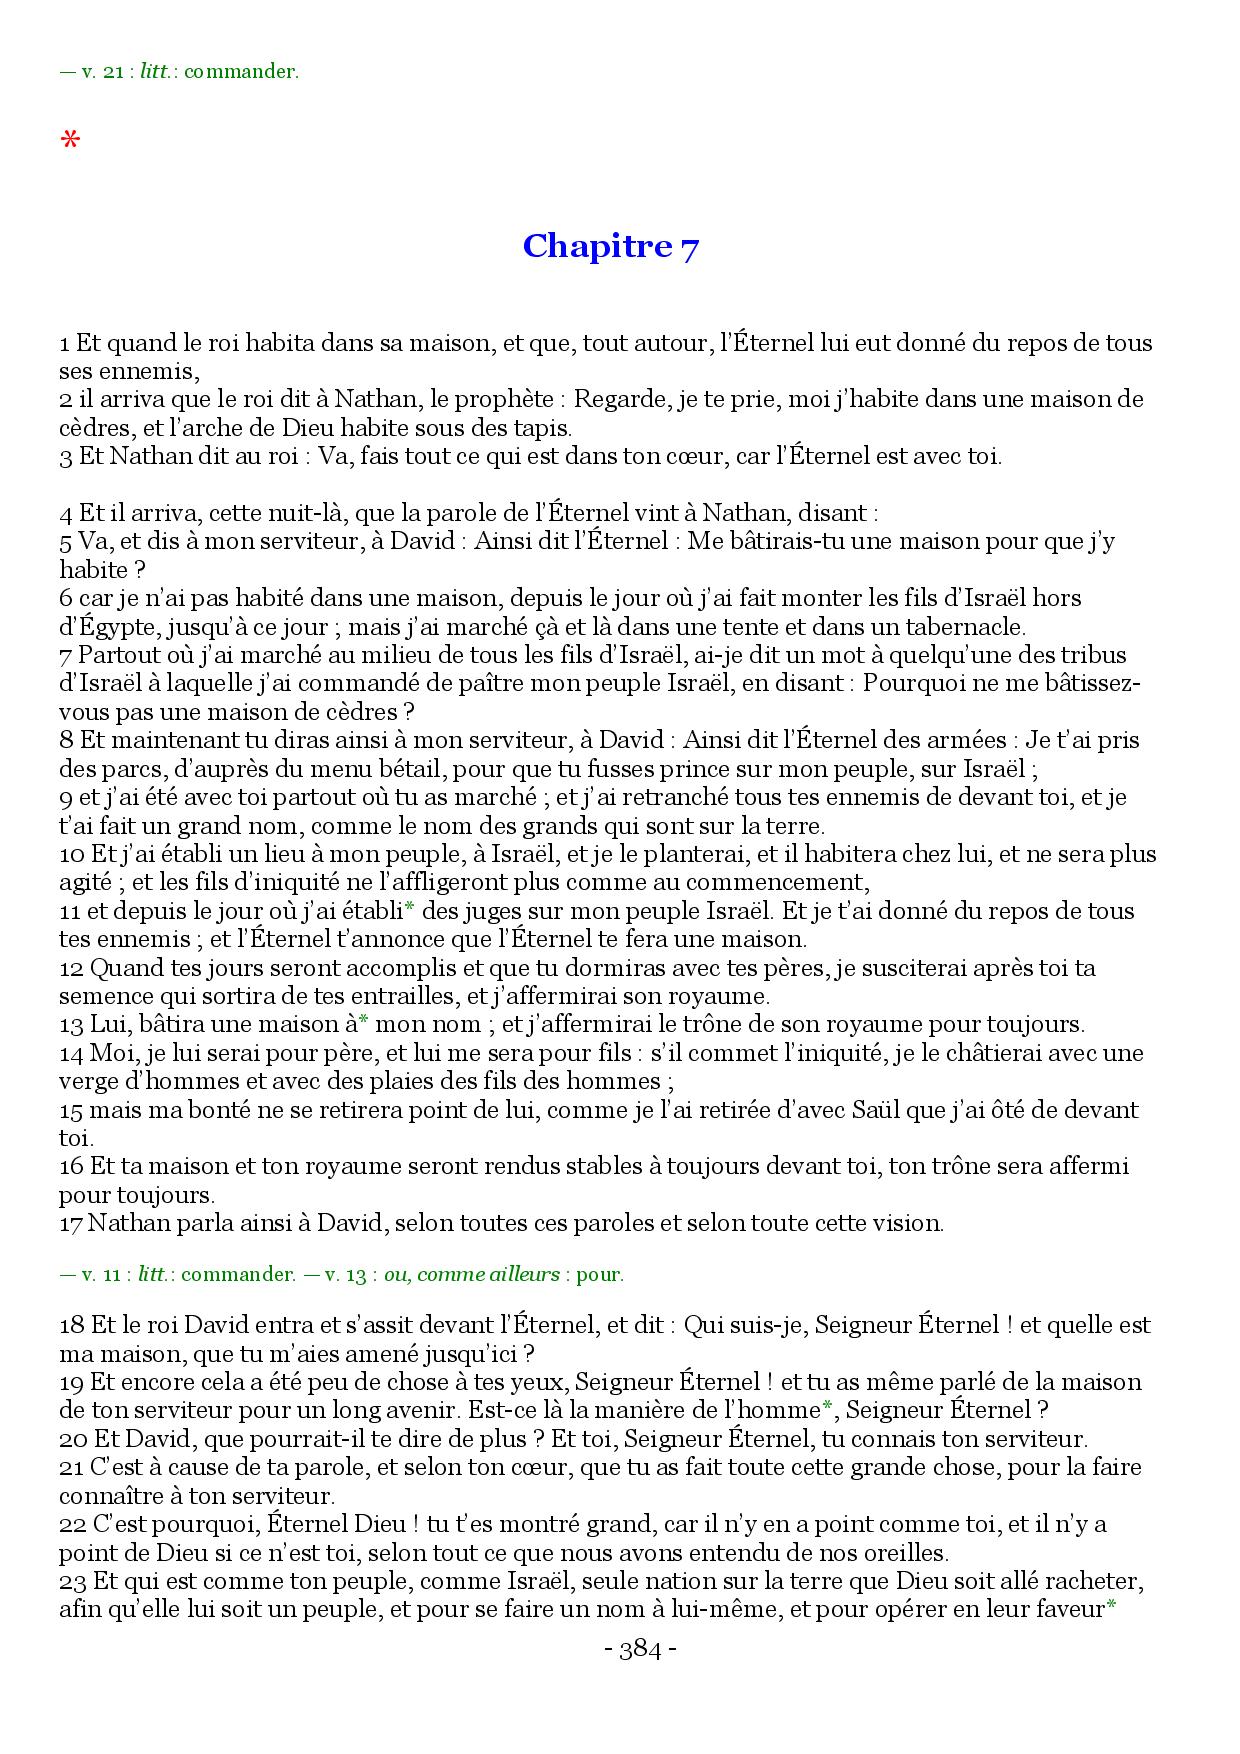 — v. 21 : litt.: commander.
*
Chapitre 7
1 Et quand le roi habita dans sa maison, et que, tout autour, l’Éternel lui eut donné du repos de tous
ses ennemis,
2 il arriva que le roi dit à Nathan, le prophète : Regarde, je te prie, moi j’habite dans une maison de
cèdres, et l’arche de Dieu habite sous des tapis.
3 Et Nathan dit au roi : Va, fais tout ce qui est dans ton cœur, car l’Éternel est avec toi.
4 Et il arriva, cette nuit-là, que la parole de l’Éternel vint à Nathan, disant :
5 Va, et dis à mon serviteur, à David : Ainsi dit l’Éternel : Me bâtirais-tu une maison pour que j’y
habite ?
6 car je n’ai pas habité dans une maison, depuis le jour où j’ai fait monter les fils d’Israël hors
d’Égypte, jusqu’à ce jour ; mais j’ai marché çà et là dans une tente et dans un tabernacle.
7 Partout où j’ai marché au milieu de tous les fils d’Israël, ai-je dit un mot à quelqu’une des tribus
d’Israël à laquelle j’ai commandé de paître mon peuple Israël, en disant : Pourquoi ne me bâtissez-
vous pas une maison de cèdres ?
8 Et maintenant tu diras ainsi à mon serviteur, à David : Ainsi dit l’Éternel des armées : Je t’ai pris
des parcs, d’auprès du menu bétail, pour que tu fusses prince sur mon peuple, sur Israël ;
9 et j’ai été avec toi partout où tu as marché ; et j’ai retranché tous tes ennemis de devant toi, et je
t’ai fait un grand nom, comme le nom des grands qui sont sur la terre.
10 Et j’ai établi un lieu à mon peuple, à Israël, et je le planterai, et il habitera chez lui, et ne sera plus
agité ; et les fils d’iniquité ne l’affligeront plus comme au commencement,
11 et depuis le jour où j’ai établi* des juges sur mon peuple Israël. Et je t’ai donné du repos de tous
tes ennemis ; et l’Éternel t’annonce que l’Éternel te fera une maison.
12 Quand tes jours seront accomplis et que tu dormiras avec tes pères, je susciterai après toi ta
semence qui sortira de tes entrailles, et j’affermirai son royaume.
13 Lui, bâtira une maison à* mon nom ; et j’affermirai le trône de son royaume pour toujours.
14 Moi, je lui serai pour père, et lui me sera pour fils : s’il commet l’iniquité, je le châtierai avec une
verge d’hommes et avec des plaies des fils des hommes ;
15 mais ma bonté ne se retirera point de lui, comme je l’ai retirée d’avec Saül que j’ai ôté de devant
toi.
16 Et ta maison et ton royaume seront rendus stables à toujours devant toi, ton trône sera affermi
pour toujours.
17 Nathan parla ainsi à David, selon toutes ces paroles et selon toute cette vision.
— v. 11 : litt.: commander. — v. 13 : ou, comme ailleurs : pour.
18 Et le roi David entra et s’assit devant l’Éternel, et dit : Qui suis-je, Seigneur Éternel ! et quelle est
ma maison, que tu m’aies amené jusqu’ici ?
19 Et encore cela a été peu de chose à tes yeux, Seigneur Éternel ! et tu as même parlé de la maison
de ton serviteur pour un long avenir. Est-ce là la manière de l’homme*, Seigneur Éternel ?
20 Et David, que pourrait-il te dire de plus ? Et toi, Seigneur Éternel, tu connais ton serviteur.
21 C’est à cause de ta parole, et selon ton cœur, que tu as fait toute cette grande chose, pour la faire
connaître à ton serviteur.
22 C’est pourquoi, Éternel Dieu ! tu t’es montré grand, car il n’y en a point comme toi, et il n’y a
point de Dieu si ce n’est toi, selon tout ce que nous avons entendu de nos oreilles.
23 Et qui est comme ton peuple, comme Israël, seule nation sur la terre que Dieu soit allé racheter,
afin qu’elle lui soit un peuple, et pour se faire un nom à lui-même, et pour opérer en leur faveur*
- 384 -